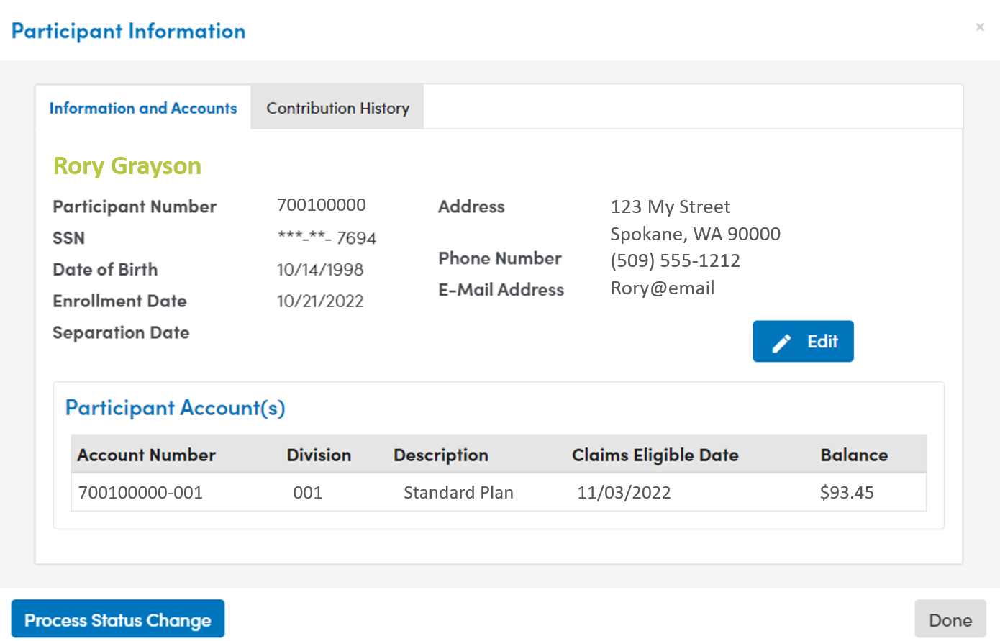 Participant Information
×
Information and Accounts Contribution History
Rory Grayson
Participant Number 700100000
SSN ***-**- 7694
Date of Birth 10/14/1998
Enrollment Date 10/21/2022
Separation Date
Address 123 My Street
Spokane, WA 90000
Phone Number (509) 555-1212
E-Mail Address Rory@email
Edit
Participant Account(s)
Account Number Division Description Claims Eligible Date Balance
700100000-001 001 Standard Plan 11/03/2022 $93.45
Process Status Change Done